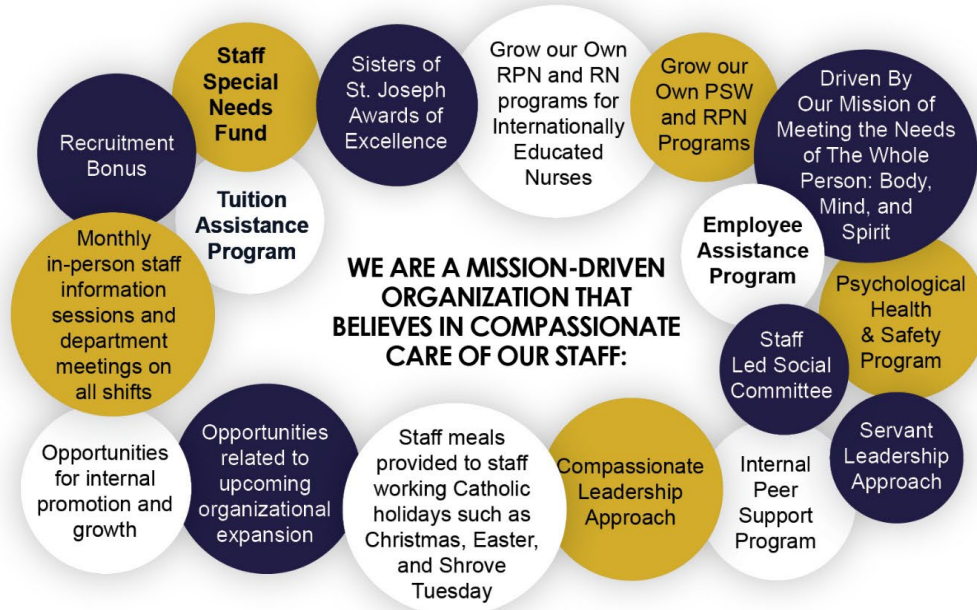 Staff
Special
Needs
Fund
Sisters of
St. Joseph
Awards of
Excellence
Grow our Own
RPN and RN
programs for
Internationally
Educated
Nurses
Grow our
Own PSW
and RPN
Programs
Driven By
Our Mission of
Meeting the Needs
of The Whole
Person: Body,
Mind, and
Spirit
Recruitment
Bonus
Tuition
Assistance
Program
Employee
Assistance
Program
Monthly
in-person staff
information
sessions and
department
meetings on
all shifts
WE ARE A MISSION-DRIVEN
ORGANIZATION THAT
BELIEVES IN COMPASSIONATE
CARE OF OUR STAFF:
Psychological
Health
& Safety
Program
Staff
Led Social
Committee
Opportunities
for internal
promotion and
growth
Opportunities
related to
upcoming
organizational
expansion
Staff meals
provided to staff
working Catholic
holidays such as
Christmas, Easter,
and Shrove
Tuesday
Compassionate
Leadership
Approach
Internal
Peer
Support
Program
Servant
Leadership
Approach